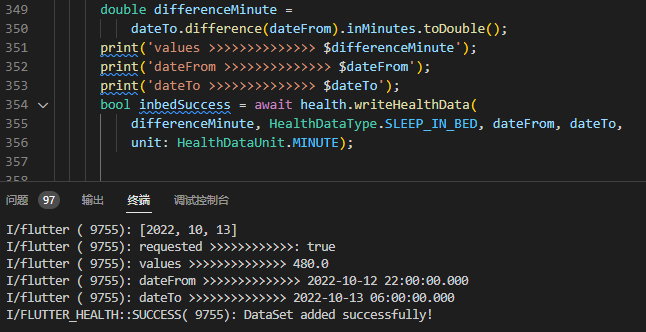 349 double differenceMinute =
350 dateTo.difference(dateFrom).inMinutes.toDouble();
351 print('values >>>>>>>>>>>>>> $differenceMinute');
352 print('dateFrom >>>>>>>>>>>>>> $dateFrom');
353 print('dateTo >>>>>>>>>>>>>> $dateTo');
354 bool inbedSuccess = await health.writeHealthData(
355 differenceMinute, HealthDataType.SLEEP_IN_BED, dateFrom, dateTo,
356 unit: HealthDataUnit.MINUTE);
357
358
问题 97 输出 终端 调试控制台
I/flutter ( 9755): [2022, 10, 13]
I/flutter ( 9755): requested >>>>>>>>>>>>: true
I/flutter ( 9755): values >>>>>>>>>>>>>> 480.0
I/flutter ( 9755): dateFrom >>>>>>>>>>>>>> 2022-10-12 22:00:00.000
I/flutter ( 9755): dateTo >>>>>>>>>>>>>> 2022-10-13 06:00:00.000
I/FLUTTER_HEALTH::SUCCESS( 9755): DataSet added successfully!